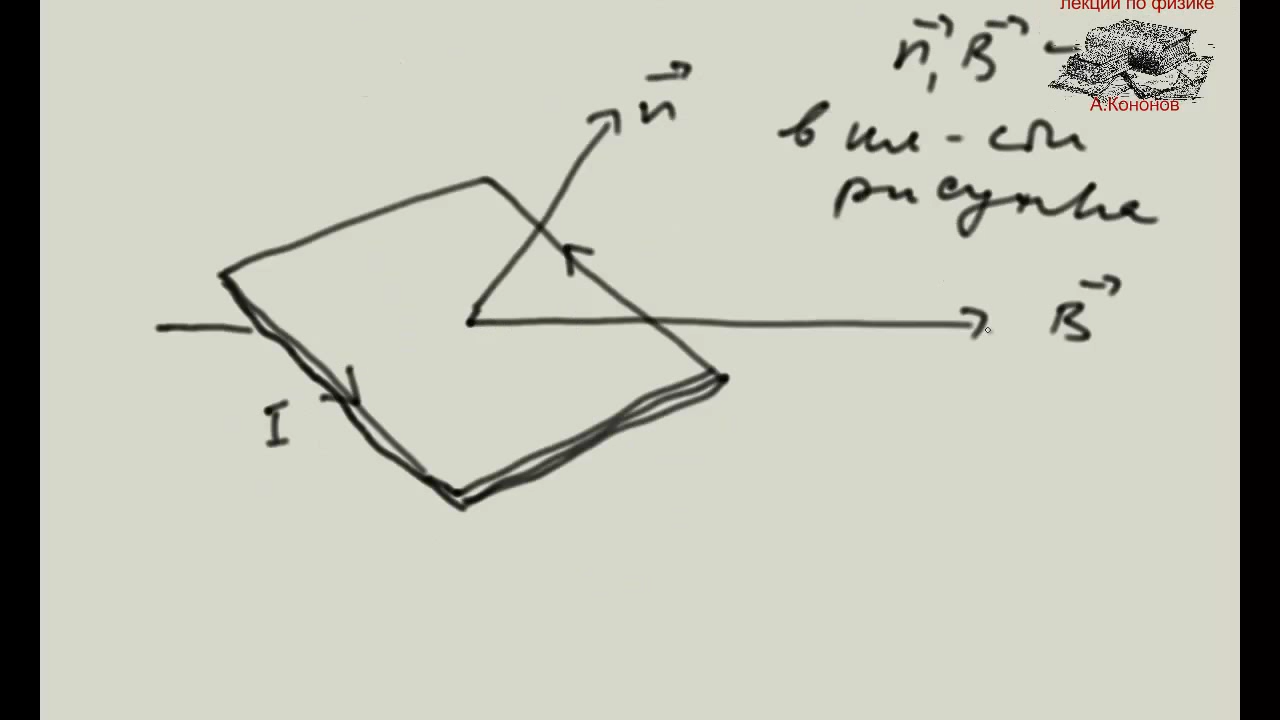 лекции по физике
А.Кононов
n⃗, B⃗ –
в пл-сти
рисунка
n⃗
B⃗
I